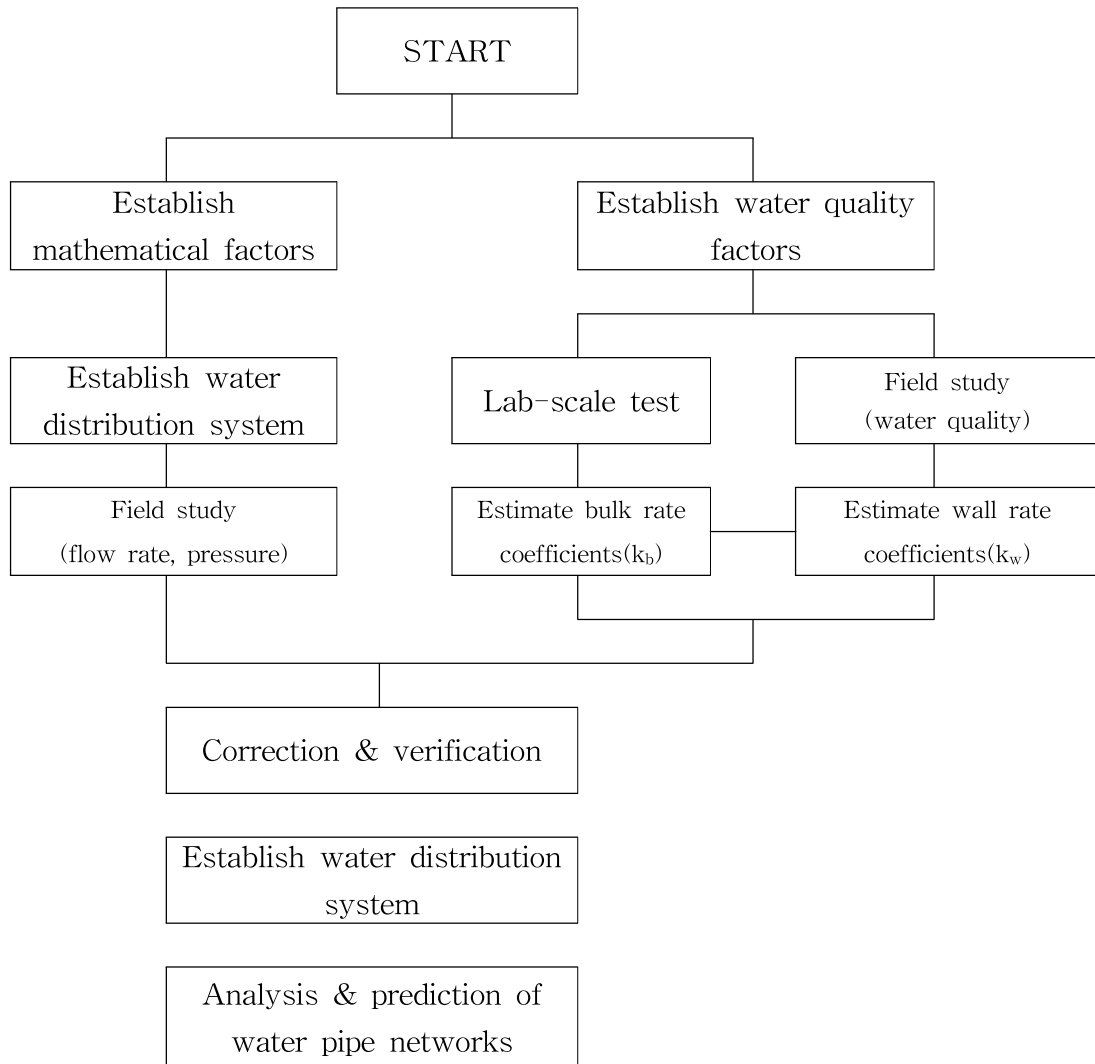 START
Establish
mathematical factors
Establish water quality
factors
Establish water
distribution system
Lab-scale test
Field study
(water quality)
Field study
(flow rate, pressure)
Estimate bulk rate
coefficients(k_b)
Estimate wall rate
coefficients(k_w)
Correction & verification
Establish water distribution
system
Analysis & prediction of
water pipe networks